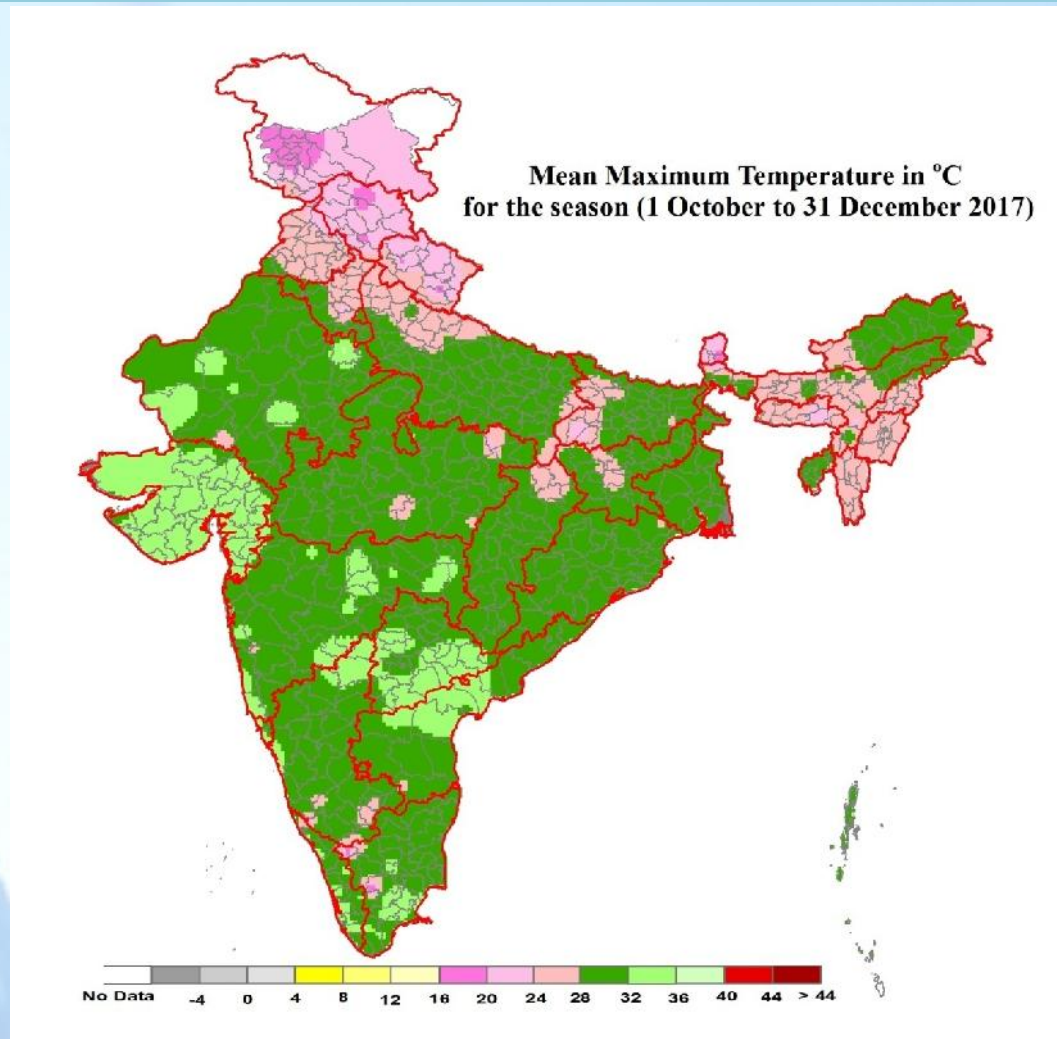 Mean Maximum Temperature in °C
for the season (1 October to 31 December 2017)
No Data -4 0 4 8 12 16 20 24 28 32 36 40 44 > 44